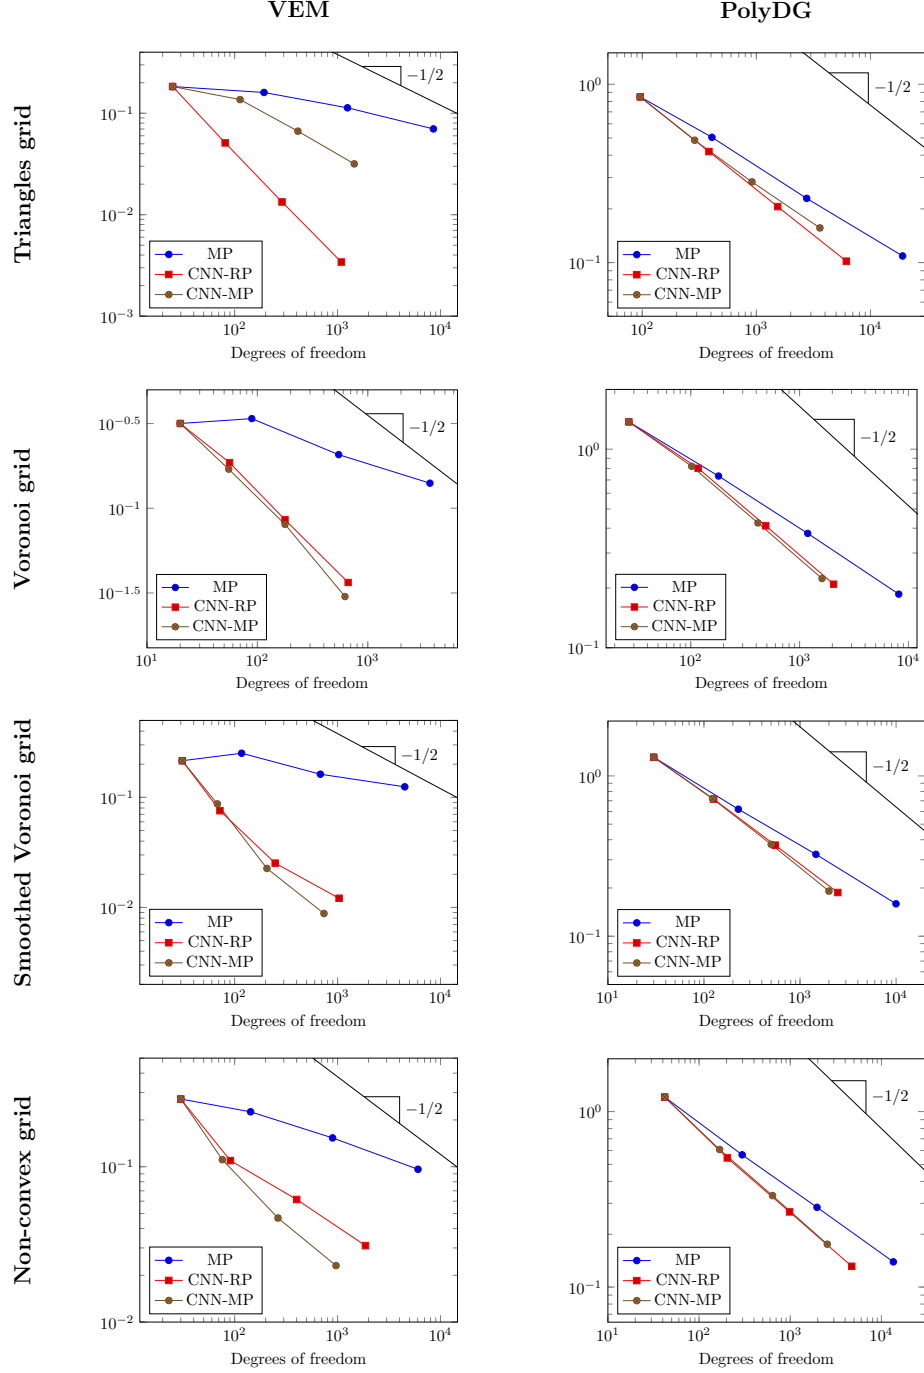 VEM
PolyDG
Triangles grid
10^−1
10^−2
10^−3
10^2
10^3
10^4
−1/2
MP
CNN-RP
CNN-MP
Degrees of freedom
10^0
10^−1
10^2
10^3
10^4
−1/2
MP
CNN-RP
CNN-MP
Degrees of freedom
Voronoi grid
10^−0.5
10^−1
10^−1.5
10^1
10^2
10^3
−1/2
MP
CNN-RP
CNN-MP
Degrees of freedom
10^0
10^−1
10^2
10^3
10^4
−1/2
MP
CNN-RP
CNN-MP
Degrees of freedom
Smoothed Voronoi grid
10^−1
10^−2
10^2
10^3
10^4
−1/2
MP
CNN-RP
CNN-MP
Degrees of freedom
10^0
10^−1
10^1
10^2
10^3
10^4
−1/2
MP
CNN-RP
CNN-MP
Degrees of freedom
Non-convex grid
10^−1
10^−2
10^2
10^3
10^4
−1/2
MP
CNN-RP
CNN-MP
Degrees of freedom
10^0
10^−1
10^1
10^2
10^3
10^4
−1/2
MP
CNN-RP
CNN-MP
Degrees of freedom